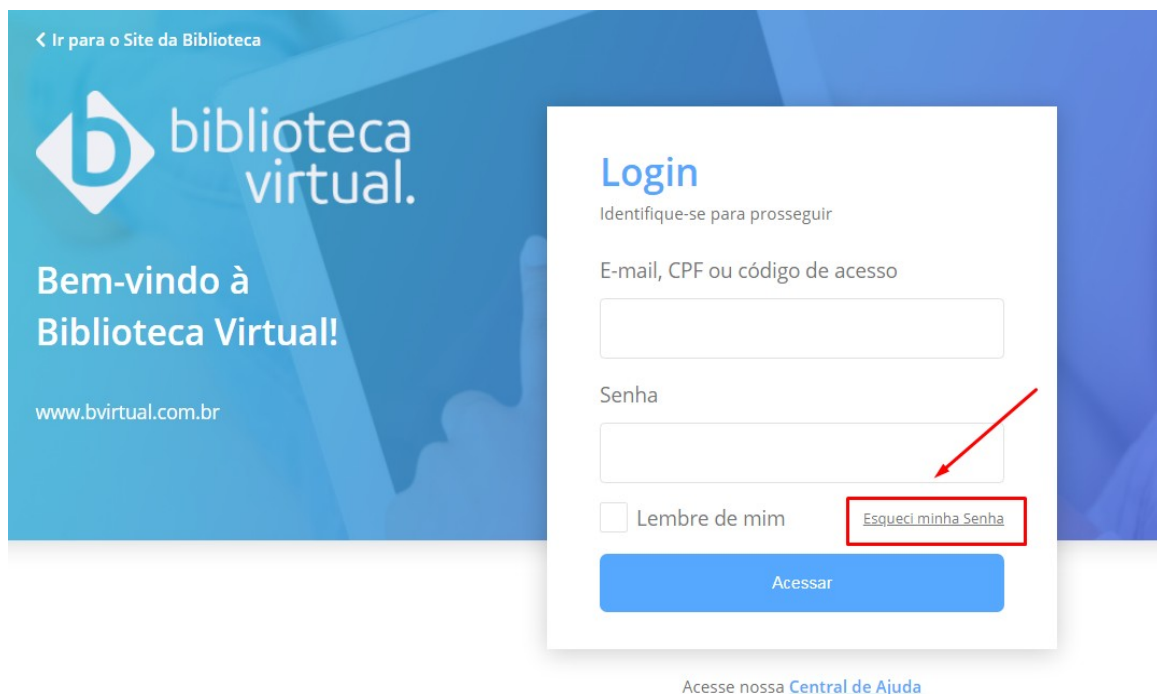 Ir para o Site da Biblioteca
b biblioteca
virtual.
Bem-vindo à
Biblioteca Virtual!
www.bvirtual.com.br
Login
Identifique-se para prosseguir
E-mail, CPF ou código de acesso
Senha
Lembre de mim
Esqueci minha Senha
Acessar
Acesse nossa Central de Ajuda